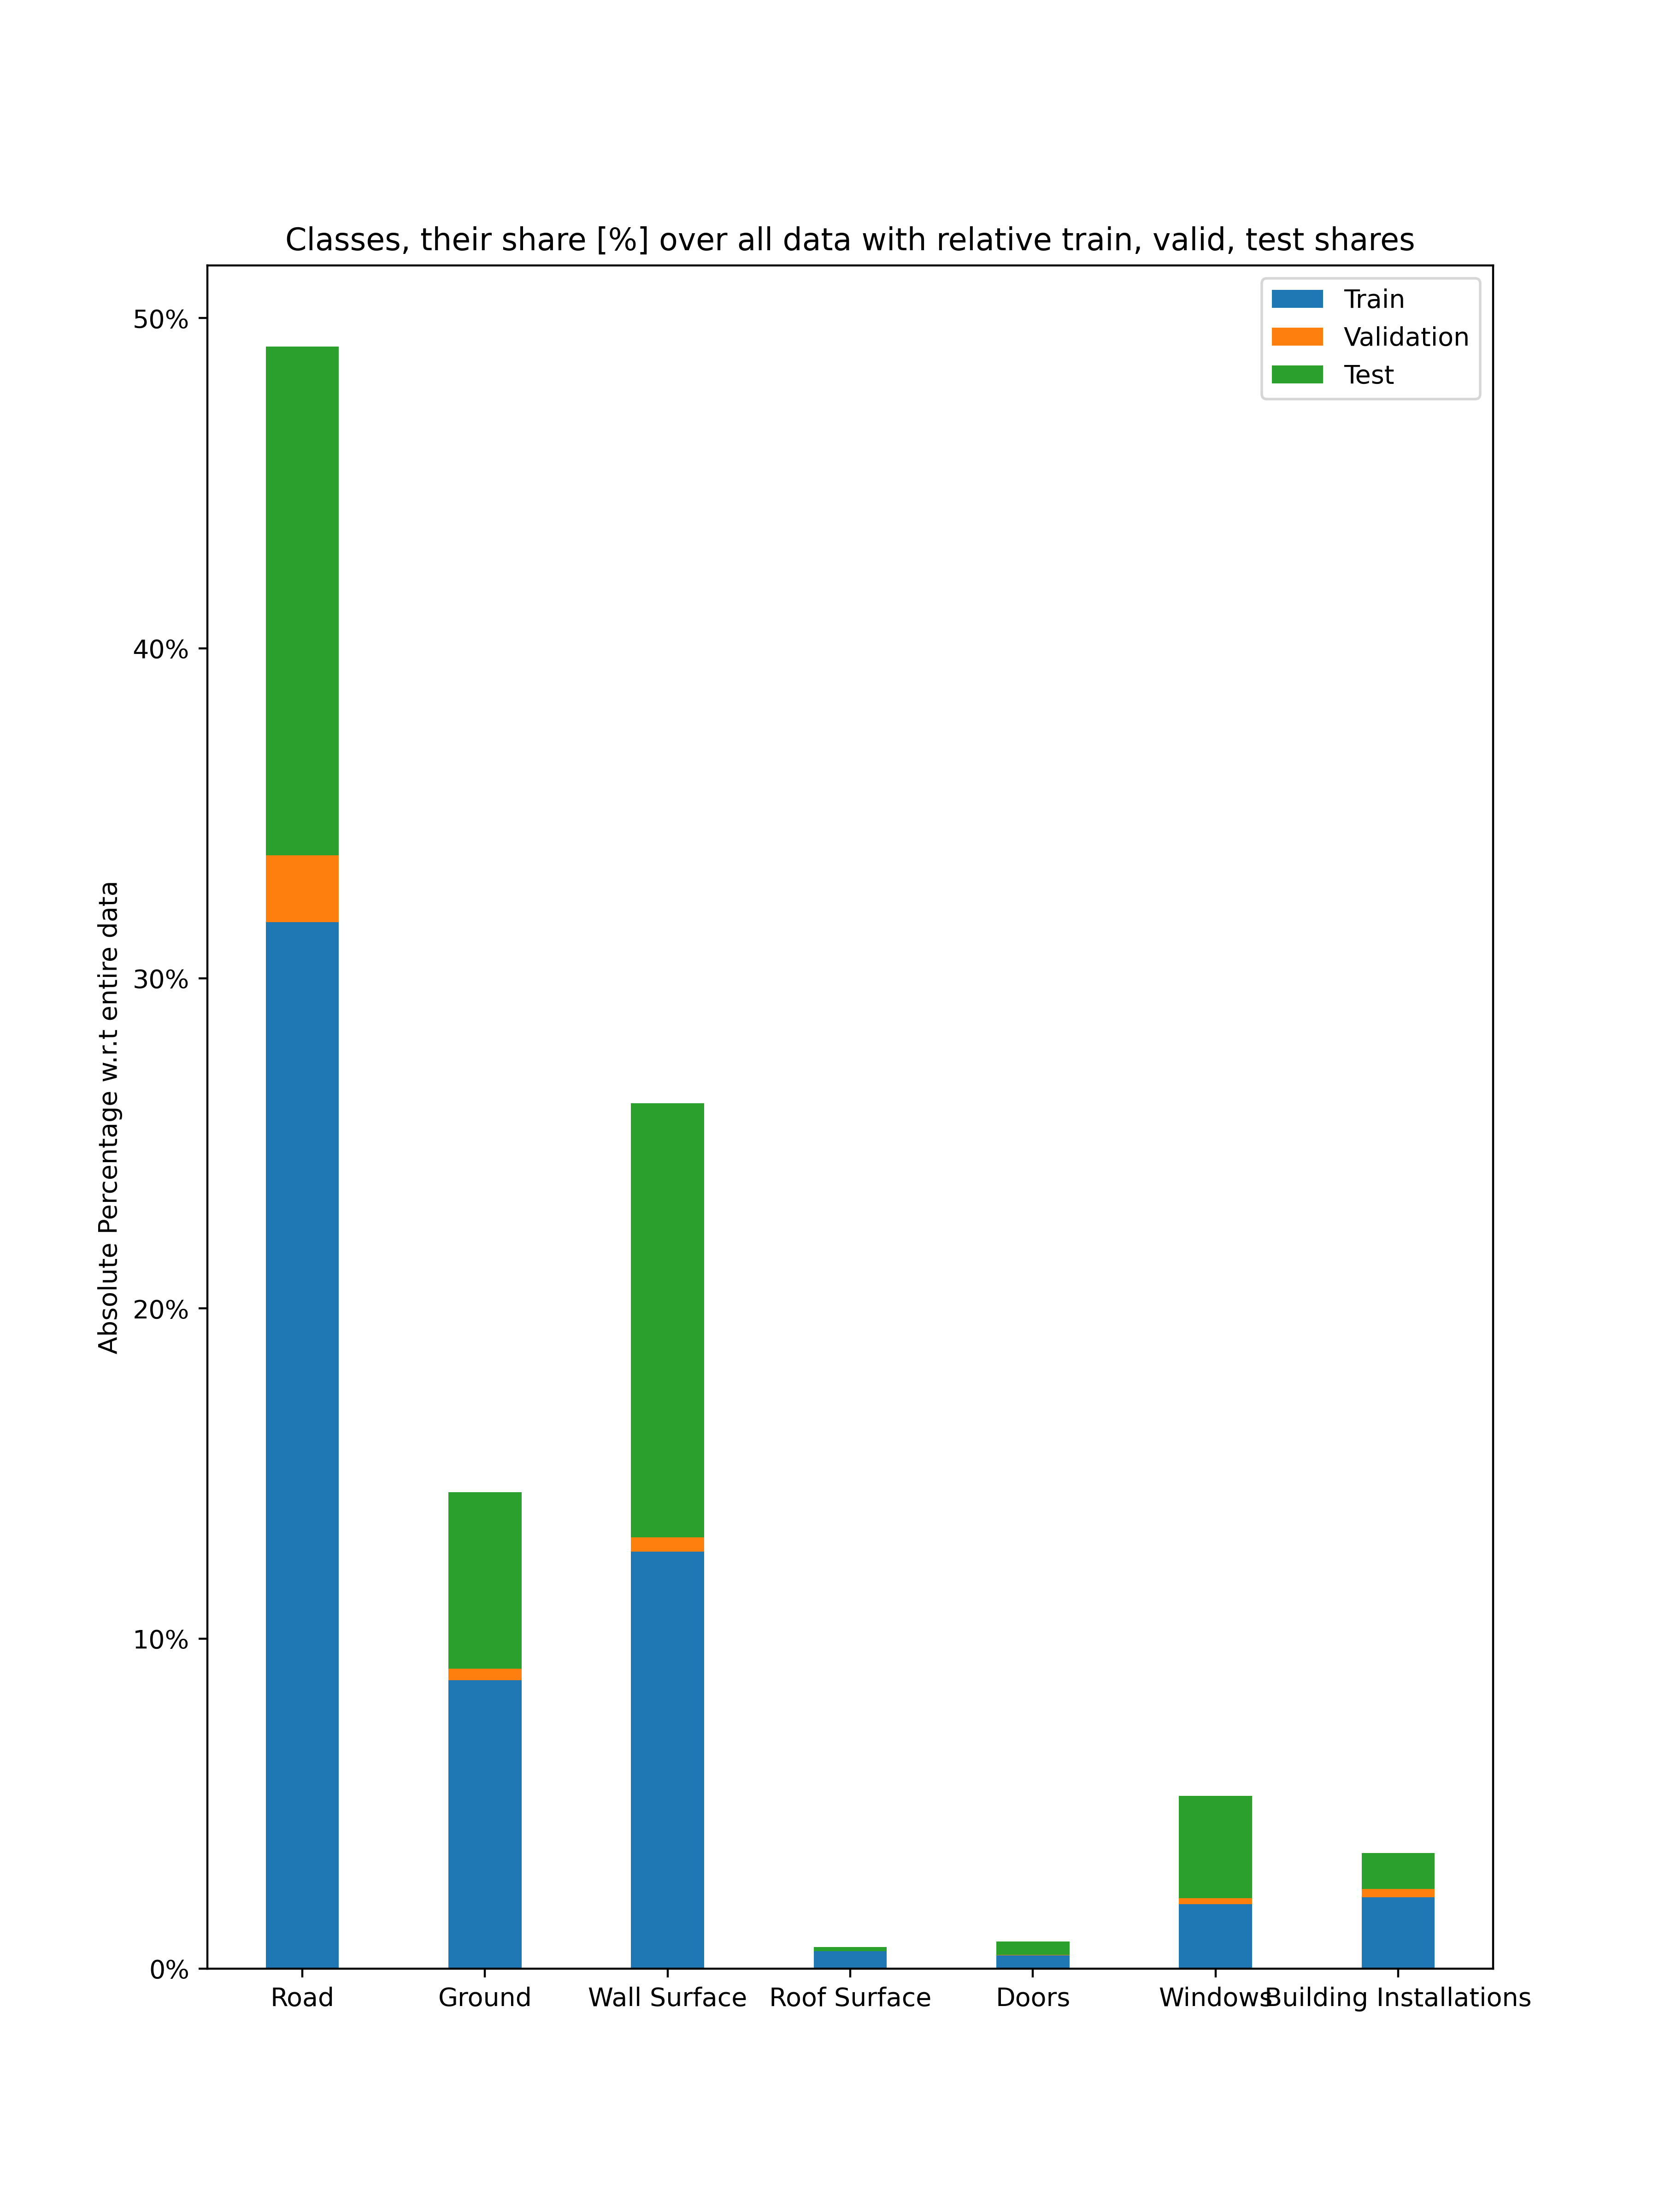 Classes, their share [%] over all data with relative train, valid, test shares
Train
Validation
Test
Absolute Percentage w.r.t entire data
50%
40%
30%
20%
10%
0%
Road
Ground
Wall Surface
Roof Surface
Doors
Windows
Building Installations